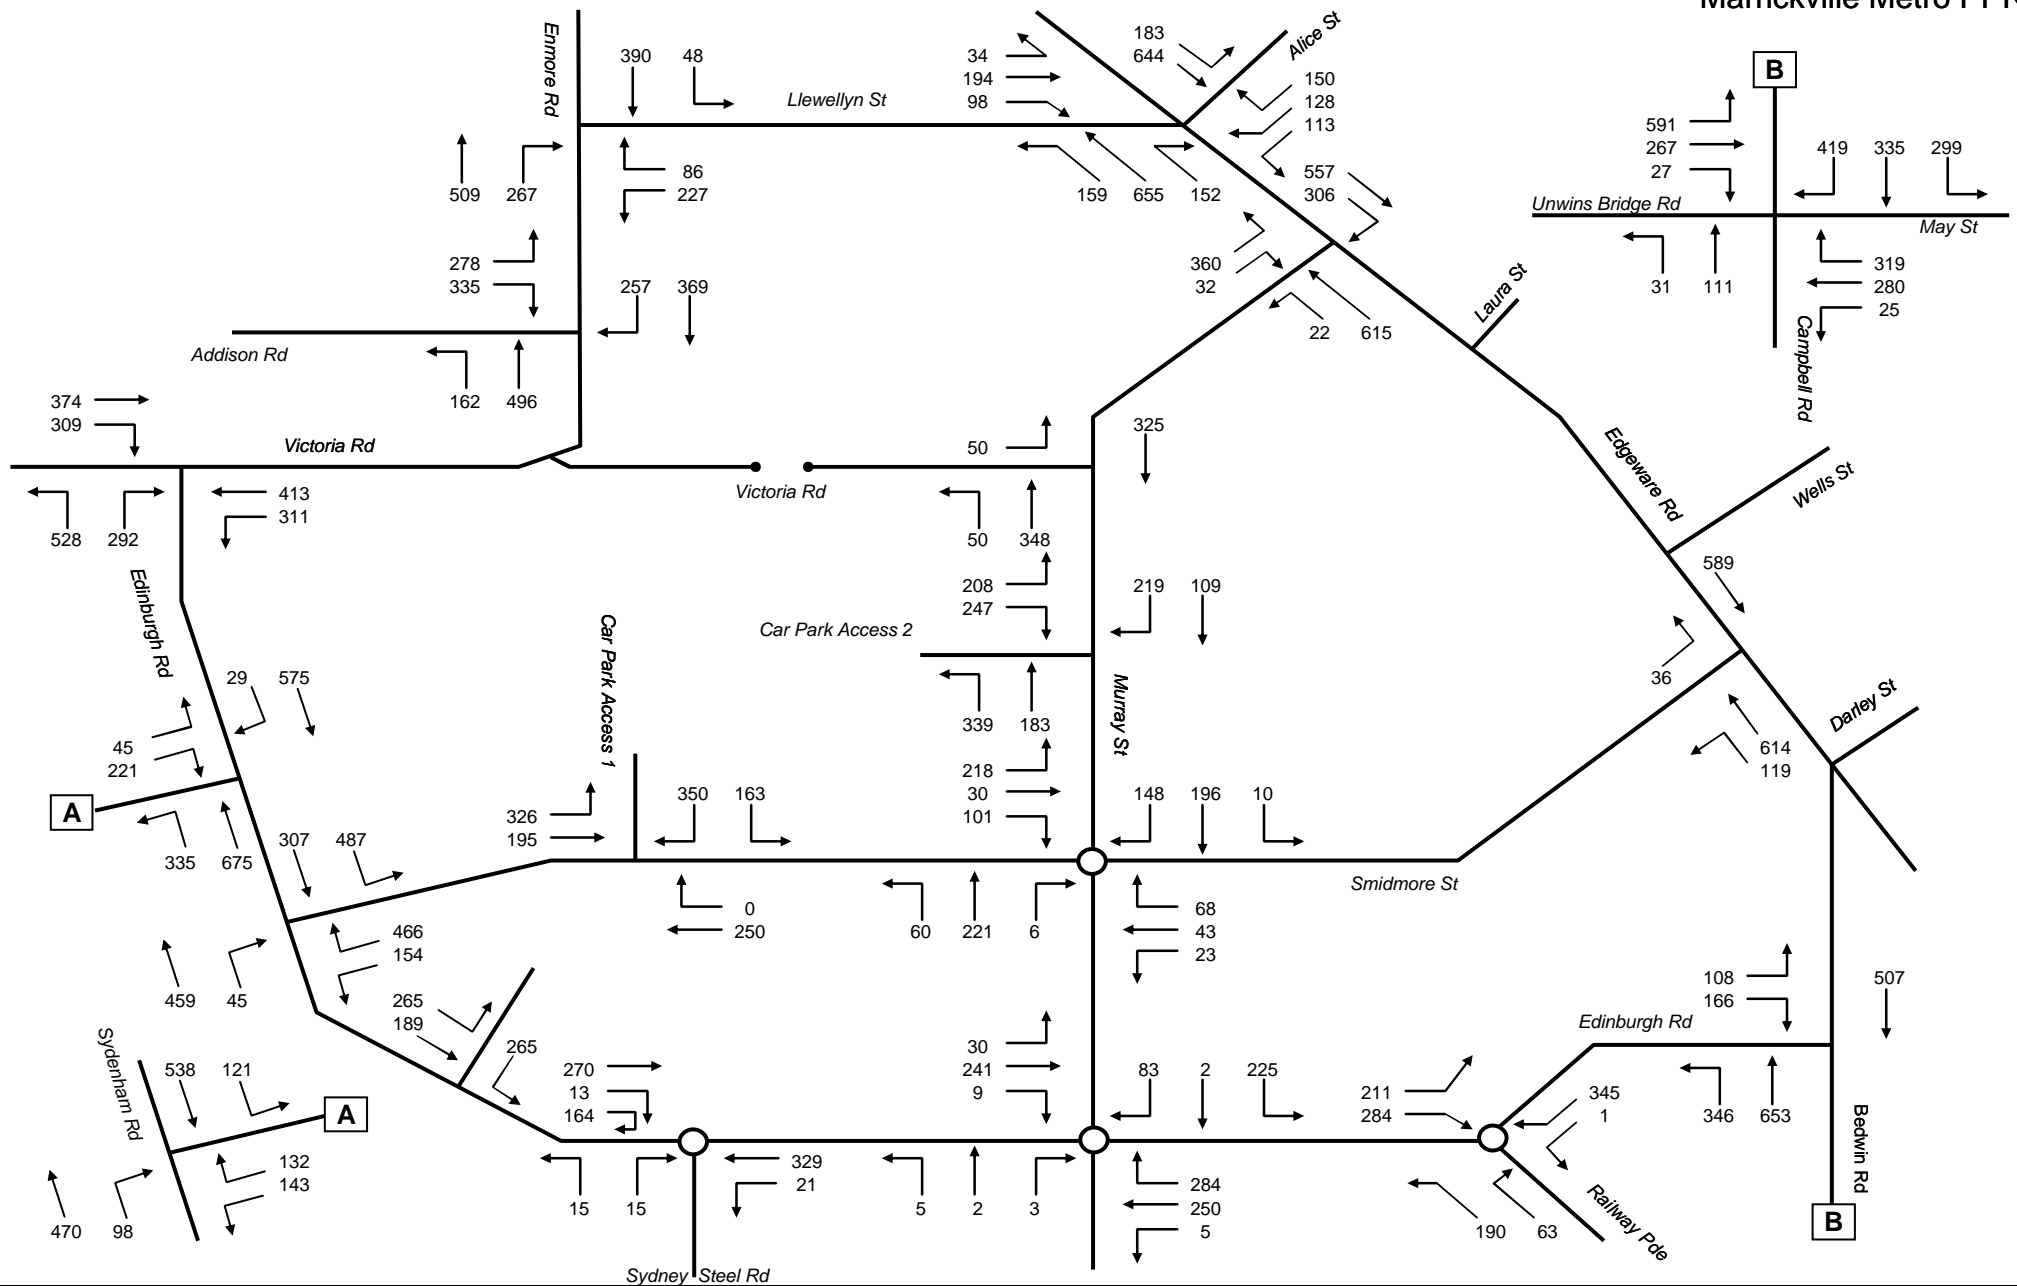 Marrickville Metro
Enmore Rd
390 48
Llewellyn St
34
194
98
183
644
Alice St
150
128
113
B
591
267
27
419 335 299
Unwins Bridge Rd
May St
31 111
319
280
25
Campbell Rd
509 267
86
227
159 655 152
557
306
278
335
257 369
360
32
22 615
Laura St
Addison Rd
162 496
374
309
Victoria Rd
50
325
Victoria Rd
528 292
413
311
50 348
Edgeware Rd
Wells St
589
Edinburgh Rd
208
247
219 109
Car Park Access 1
Car Park Access 2
339 183
Murray St
36
614
119
Darley St
29 575
45
221
A
335 675
307 487
326
195
350 163
218
30
101
148 196 10
Smidmore St
0
250
60 221 6
68
43
23
466
154
459 45
265
189
265
108
166
507
Edinburgh Rd
346 653
Bedwin Rd
B
Sydenham Rd
538 121
A
132
143
470 98
270
13
164
30
241
9
83 2 225
211
284
345
1
15 15
329
21
5 2 3
284
250
5
190 63
Railway Pde
Sydney Steel Rd